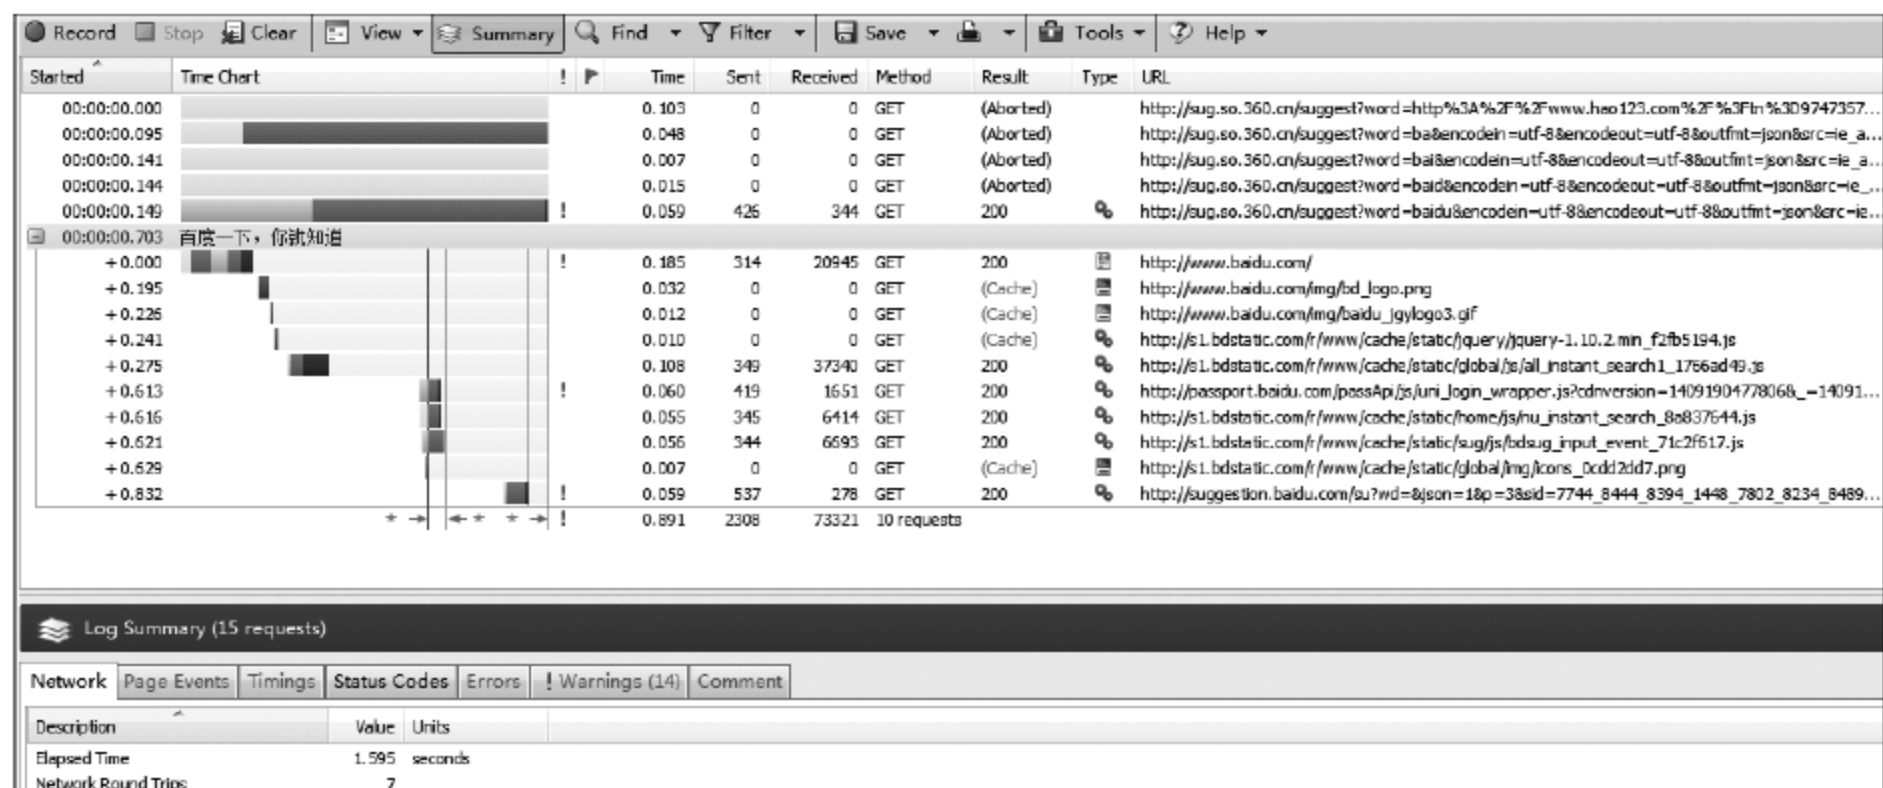 Record Stop Clear View Summary Find Filter Save Tools Help
Started Time Chart ! Time Sent Received Method Result Type URL
00:00:00.000 0.103 0 0 GET (Aborted) http://sug.so.360.cn/suggest?word=http%3A%2F%2Fwww.hao123.com%2F%3Ftn%3D9747357...
00:00:00.095 0.048 0 0 GET (Aborted) http://sug.so.360.cn/suggest?word=ba&encodein=utf-8&encodeout=utf-8&outfmt=json&src=ie_a...
00:00:00.141 0.007 0 0 GET (Aborted) http://sug.so.360.cn/suggest?word=bai&encodein=utf-8&encodeout=utf-8&outfmt=json&src=ie_a...
00:00:00.144 0.015 0 0 GET (Aborted) http://sug.so.360.cn/suggest?word=baid&encodein=utf-8&encodeout=utf-8&outfmt=json&src=ie_...
00:00:00.149 ! 0.059 426 344 GET 200 http://sug.so.360.cn/suggest?word=baidu&encodein=utf-8&encodeout=utf-8&outfmt=json&src=ie...
00:00:00.703 百度一下，你就知道
+0.000 ! 0.185 314 20945 GET 200 http://www.baidu.com/
+0.195 0.032 0 0 GET (Cache) http://www.baidu.com/img/bd_logo.png
+0.226 0.012 0 0 GET (Cache) http://www.baidu.com/img/baidu_jgylogo3.gif
+0.241 0.010 0 0 GET (Cache) http://s1.bdstatic.com/r/www/cache/static/jquery/jquery-1.10.2.min_f2fb5194.js
+0.275 0.108 349 37340 GET 200 http://s1.bdstatic.com/r/www/cache/static/global/js/all_instant_search1_1766ad49.js
+0.613 ! 0.060 419 1651 GET 200 http://passport.baidu.com/passApi/js/uni_login_wrapper.js?cdnversion=1409190477806&_=14091...
+0.616 0.055 345 6414 GET 200 http://s1.bdstatic.com/r/www/cache/static/home/js/nu_instant_search_8a837644.js
+0.621 0.056 344 6693 GET 200 http://s1.bdstatic.com/r/www/cache/static/sug/js/bdsug_input_event_71c2f617.js
+0.629 0.007 0 0 GET (Cache) http://s1.bdstatic.com/r/www/cache/static/global/img/icons_0cdd2dd7.png
+0.832 ! 0.059 537 278 GET 200 http://suggestion.baidu.com/su?wd=&json=1&p=3&sid=7744_8444_8394_1448_7802_8234_8489...
! 0.891 2308 73321 10 requests
Log Summary (15 requests)
Network Page Events Timings Status Codes Errors ! Warnings (14) Comment
Description Value Units
Elapsed Time 1.595 seconds
Network Round Trips 7